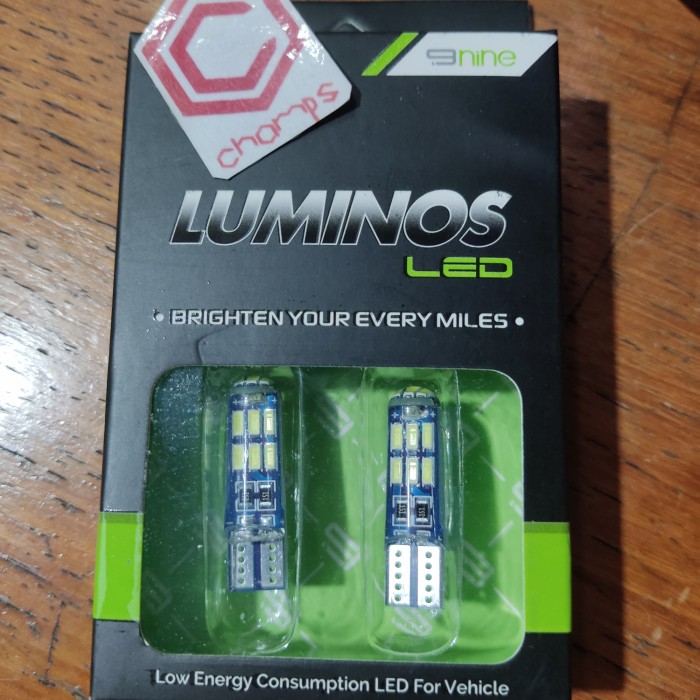 champs
9nine
LUMINOS
LED
• BRIGHTEN YOUR EVERY MILES •
Low Energy Consumption LED For Vehicle